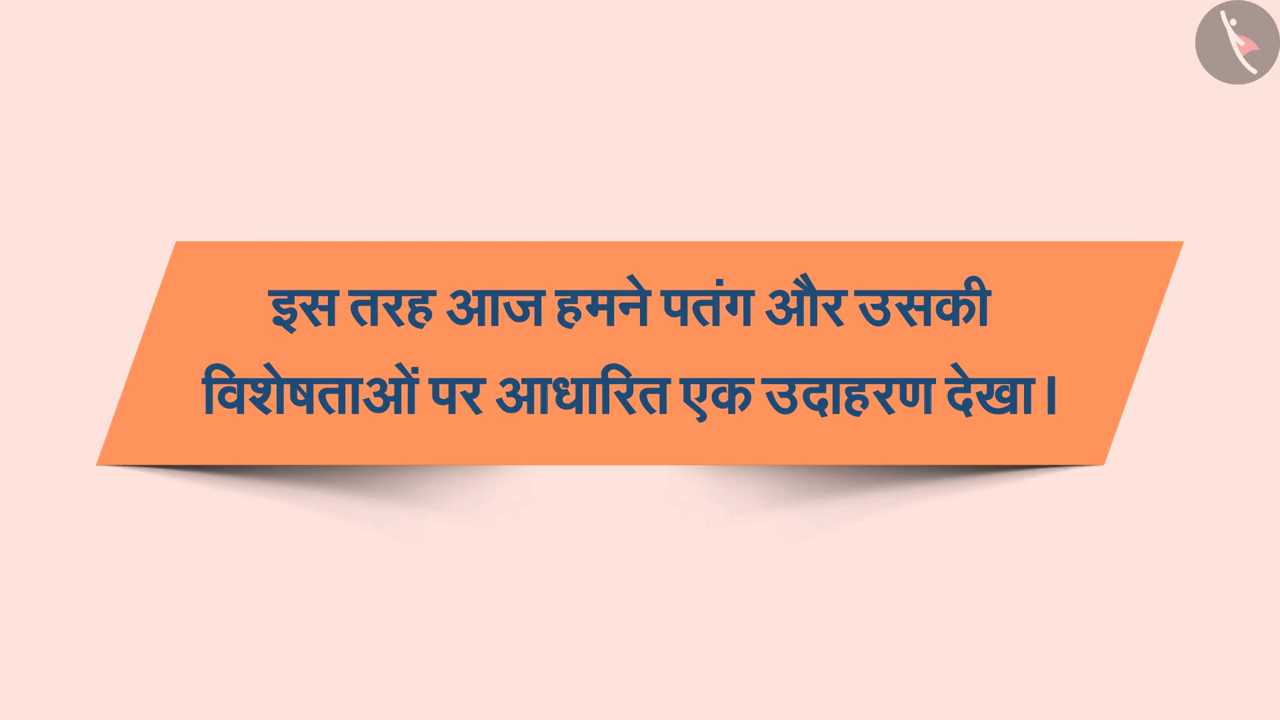 इस तरह आज हमने पतंग और उसकी
विशेषताओं पर आधारित एक उदाहरण देखा।